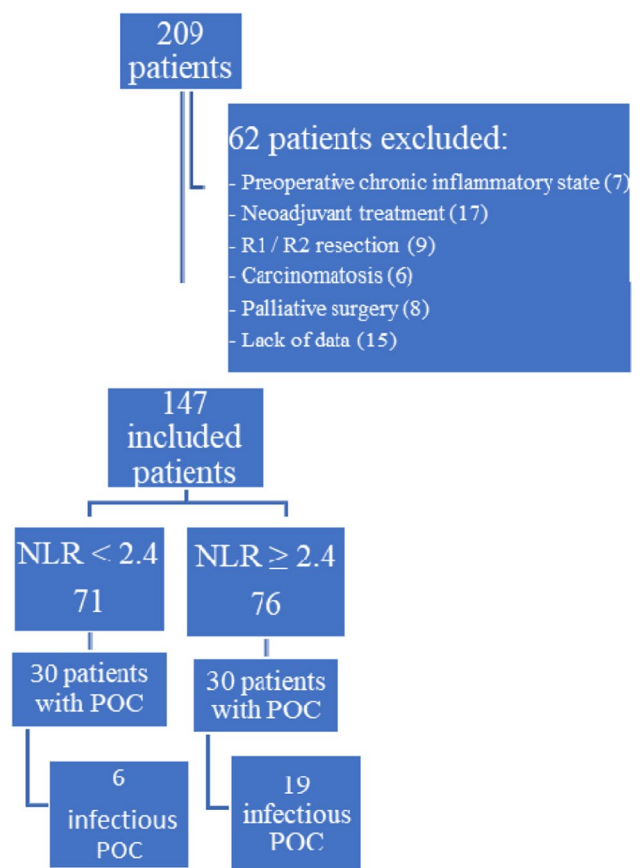 209
patients
62 patients excluded:
- Preoperative chronic inflammatory state (7)
- Neoadjuvant treatment (17)
- R1 / R2 resection (9)
- Carcinomatosis (6)
- Palliative surgery (8)
- Lack of data (15)
147
included
patients
NLR < 2.4
71
NLR ≥ 2.4
76
30 patients
with POC
30 patients
with POC
6
infectious
POC
19
infectious
POC